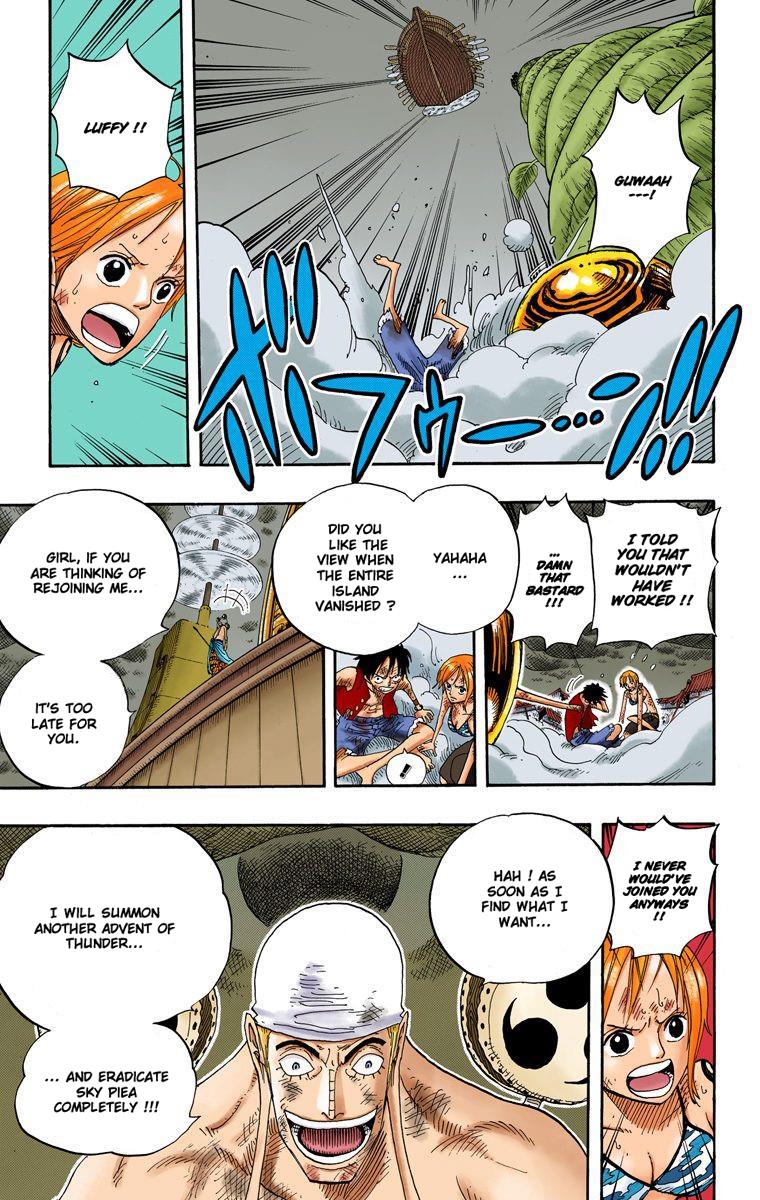 GUWAAH
---!
ボフゥー…!!
LUFFY !!
I TOLD
YOU THAT
WOULDN'T
HAVE
WORKED !!
...
DAMN
THAT
BASTARD
!!!
YAHAHA
...
DID YOU
LIKE THE
VIEW WHEN
THE ENTIRE
ISLAND
VANISHED ?
!
GIRL, IF YOU
ARE THINKING OF
REJOINING ME...
IT'S TOO
LATE FOR
YOU.
I NEVER
WOULD'VE
JOINED YOU
ANYWAYS
!!
HAH ! AS
SOON AS I
FIND WHAT I
WANT...
I WILL SUMMON
ANOTHER ADVENT OF
THUNDER...
... AND ERADICATE
SKY PIEA
COMPLETELY !!!